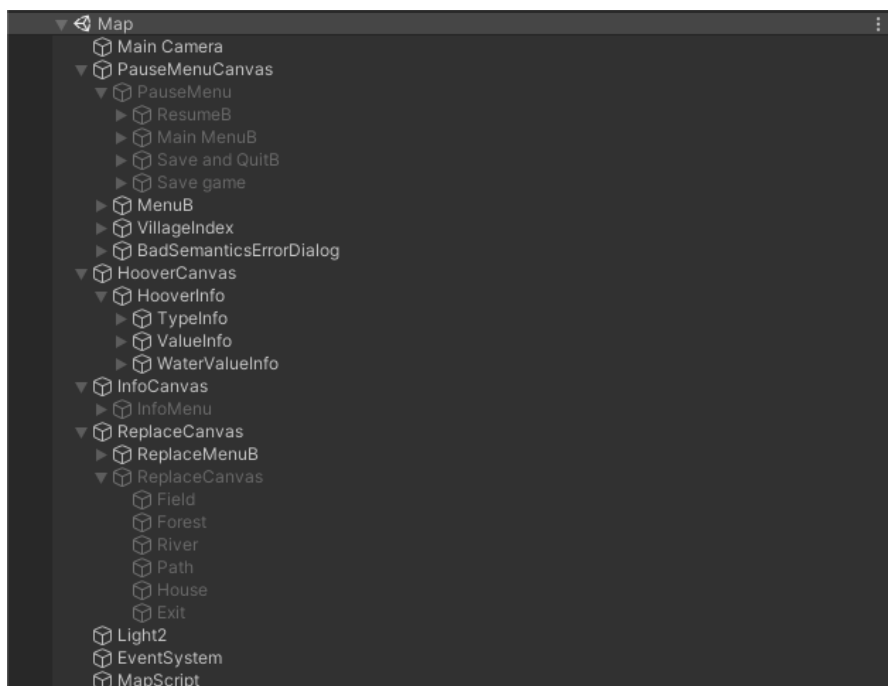 Map
Main Camera
PauseMenuCanvas
PauseMenu
ResumeB
Main MenuB
Save and QuitB
Save game
MenuB
VillageIndex
BadSemanticsErrorDialog
HooverCanvas
HooverInfo
TypeInfo
ValueInfo
WaterValueInfo
InfoCanvas
InfoMenu
ReplaceCanvas
ReplaceMenuB
ReplaceCanvas
Field
Forest
River
Path
House
Exit
Light2
EventSystem
MapScript